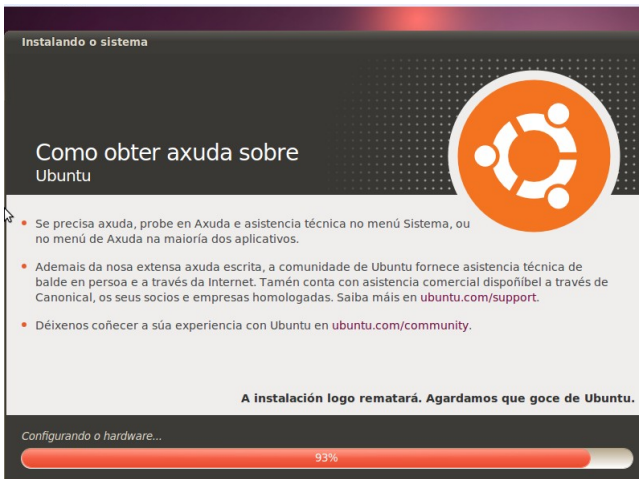 Instalando o sistema
Como obter axuda sobre
Ubuntu
Se precisa axuda, probe en Axuda e asistencia técnica no menú Sistema, ou
no menú de Axuda na maioría dos aplicativos.
Ademais da nosa extensa axuda escrita, a comunidade de Ubuntu fornece asistencia técnica de
balde en persoa e a través da Internet. Tamén conta con asistencia comercial dispoñíbel a través de
Canonical, os seus socios e empresas homologadas. Saiba máis en ubuntu.com/support.
Déixenos coñecer a súa experiencia con Ubuntu en ubuntu.com/community.
A instalación logo rematará. Agardamos que goce de Ubuntu.
Configurando o hardware...
93%